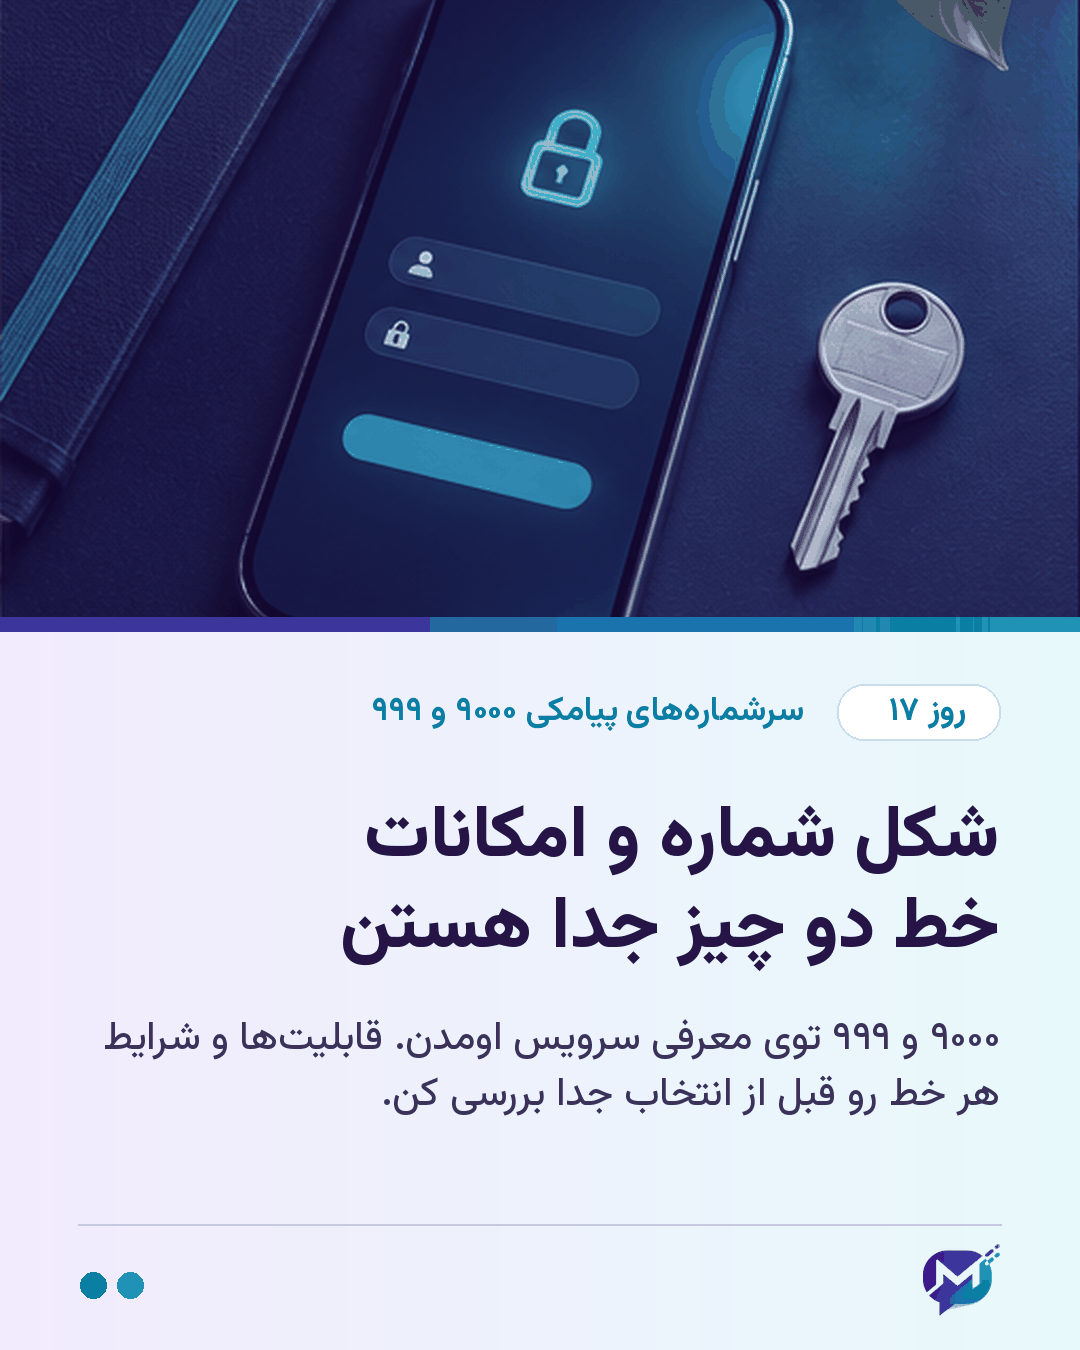 روز ۱۷
سرشماره‌های پیامکی ۹۰۰۰ و ۹۹۹
شکل شماره و امکانات
خط دو چیز جدا هستن
۹۰۰۰ و ۹۹۹ توی معرفی سرویس اومدن. قابلیت‌ها و شرایط
هر خط رو قبل از انتخاب جدا بررسی کن.